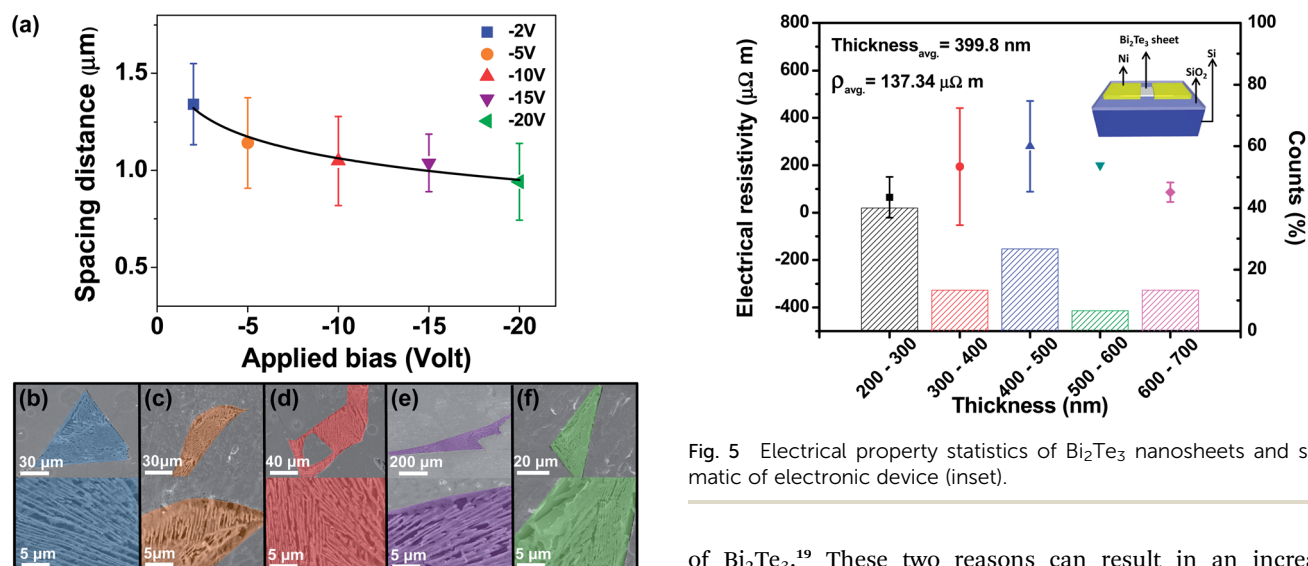 (a)
Spacing distance (μm)
1.5
1.0
0.5
-2V
-5V
-10V
-15V
-20V
0 -5 -10 -15 -20
Applied bias (Volt)
(b) (c) (d) (e) (f)
30 μm 30μm 40 μm 200 μm 20 μm
5 μm 5μm 5 μm 5 μm 5 μm
Electrical resistivity (μΩ m)
800
600
400
200
0
-200
-400
Thickness avg. = 399.8 nm
ρ avg. = 137.34 μΩ m
Bi₂Te₃ sheet
Ni
SiO₂
Si
100
80
60
40
20
0
Counts (%)
200 - 300
300 - 400
400 - 500
500 - 600
600 - 700
Thickness (nm)
Fig. 5 Electrical property statistics of Bi₂Te₃ nanosheets and s
matic of electronic device (inset).
of Bi₂Te₃.¹⁹ These two reasons can result in an increa